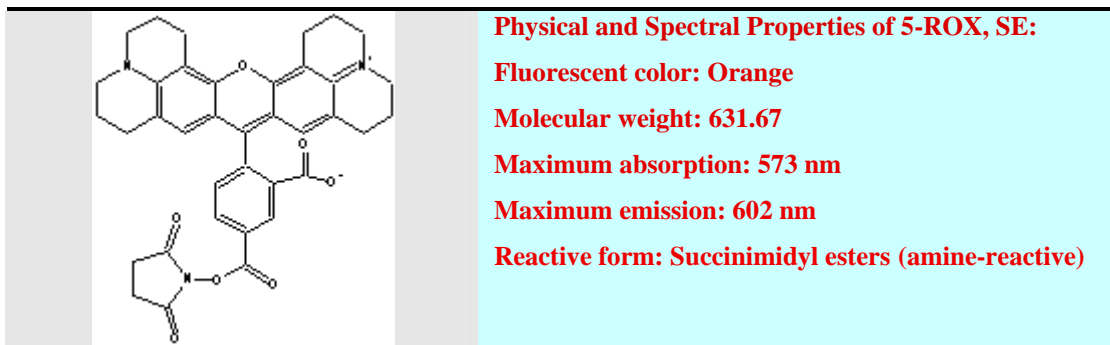 Physical and Spectral Properties of 5-ROX, SE:
Fluorescent color: Orange
Molecular weight: 631.67
Maximum absorption: 573 nm
Maximum emission: 602 nm
Reactive form: Succinimidyl esters (amine-reactive)
N
O
N+
O
O-
O
O
N
O
O
O